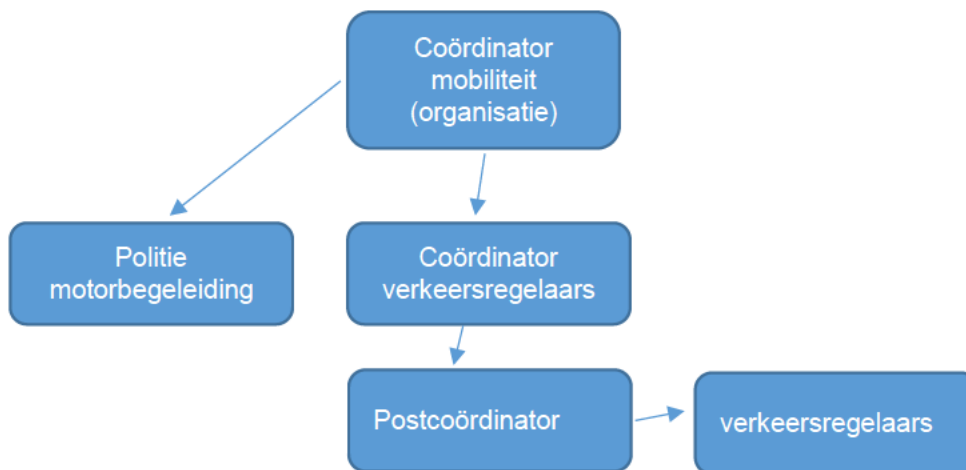 Coördinator
mobiliteit
(organisatie)
Politie
motorbegeleiding
Coördinator
verkeersregelaars
Postcoördinator
verkeersregelaars